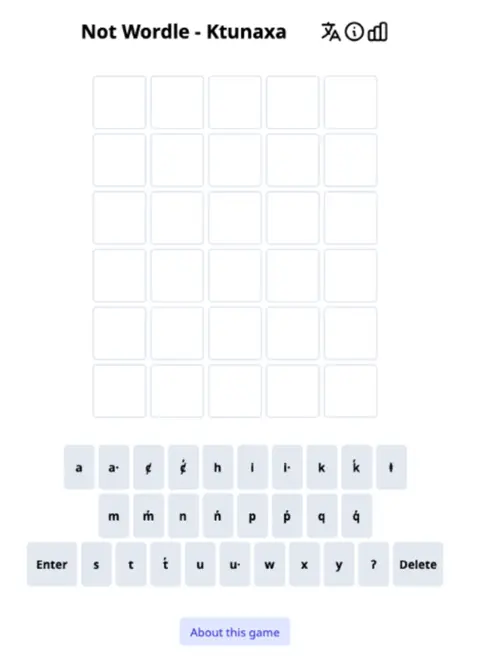 Not Wordle - Ktunaxa
a a· ȼ ȼ̓ h i i· k k̓ ⱡ
m m̓ n n̓ p p̓ q q̓
Enter s t t̓ u u· w x y ? Delete
About this game